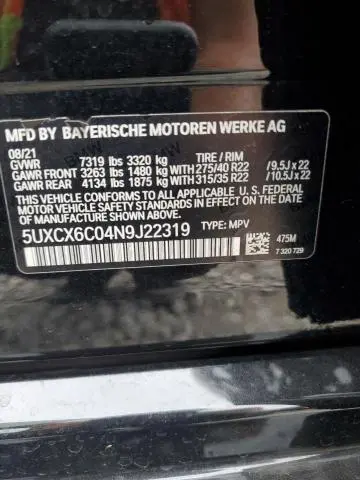 MFD BY BAYERISCHE MOTOREN WERKE AG
08/21
GVWR 7319 lbs 3320 kg TIRE / RIM
GAWR FRONT 3263 lbs 1480 kg WITH 275/40 R22 /9.5J x 22
GAWR REAR 4134 lbs 1875 kg WITH 315/35 R22 /10.5J x 22
THIS VEHICLE CONFORMS TO ALL APPLICABLE U. S. FEDERAL
MOTOR VEHICLE SAFETY STANDARDS IN EFFECT ON THE
DATE OF MANUFACTURE SHOWN ABOVE.
5UXCX6C04N9J22319 TYPE: MPV
475M
7 320 729